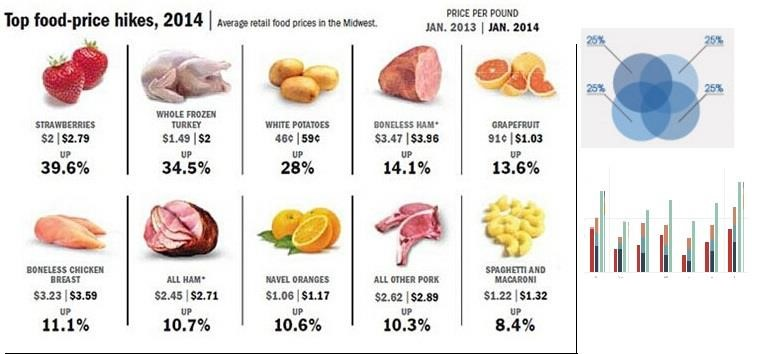 Top food-price hikes, 2014 | Average retail food prices in the Midwest.
PRICE PER POUND
JAN. 2013 | JAN. 2014
STRAWBERRIES
$2 | $2.79
UP
39.6%
WHOLE FROZEN
TURKEY
$1.49 | $2
UP
34.5%
WHITE POTATOES
46¢ | 59¢
UP
28%
BONELESS HAM*
$3.47 | $3.96
UP
14.1%
GRAPEFRUIT
91¢ | $1.03
UP
13.6%
BONELESS CHICKEN
BREAST
$3.23 | $3.59
UP
11.1%
ALL HAM*
$2.45 | $2.71
UP
10.7%
NAVEL ORANGES
$1.06 | $1.17
UP
10.6%
ALL OTHER PORK
$2.62 | $2.89
UP
10.3%
SPAGHETTI AND
MACARONI
$1.22 | $1.32
UP
8.4%
25%
25%
25%
25%